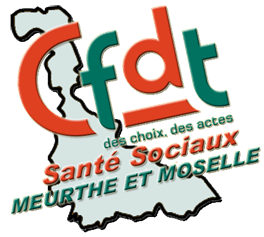 Cfdt
des choix, des actes
Santé Sociaux
MEURTHE ET MOSELLE